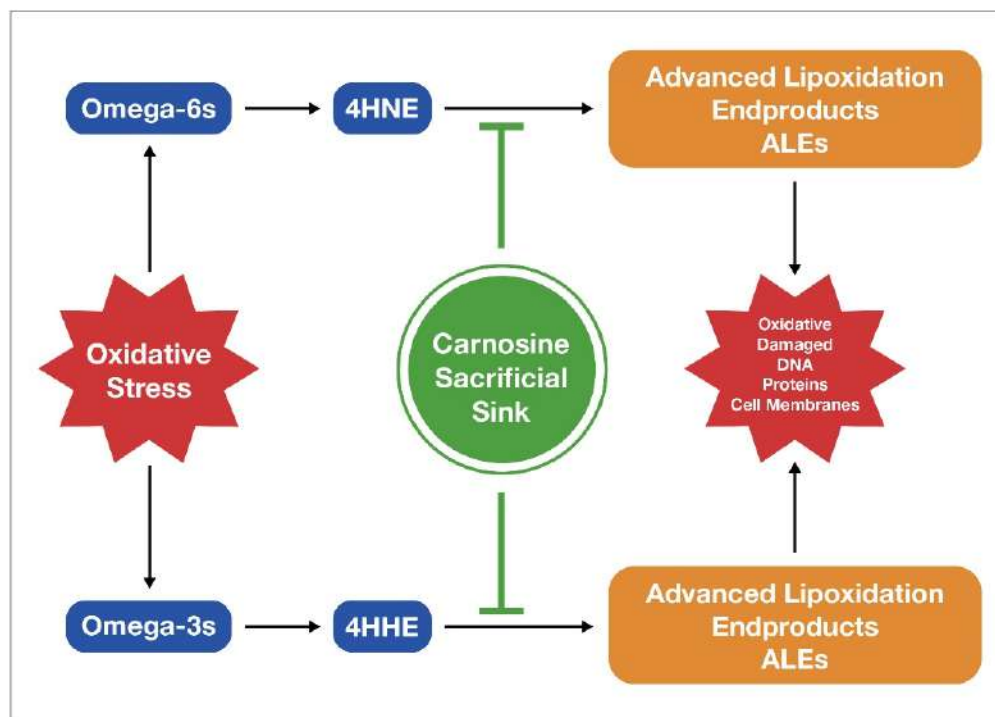 Omega-6s
4HNE
Advanced Lipoxidation
Endproducts
ALEs
Oxidative
Stress
Carnosine
Sacrificial
Sink
Oxidative
Damaged
DNA
Proteins
Cell Membranes
Omega-3s
4HHE
Advanced Lipoxidation
Endproducts
ALEs